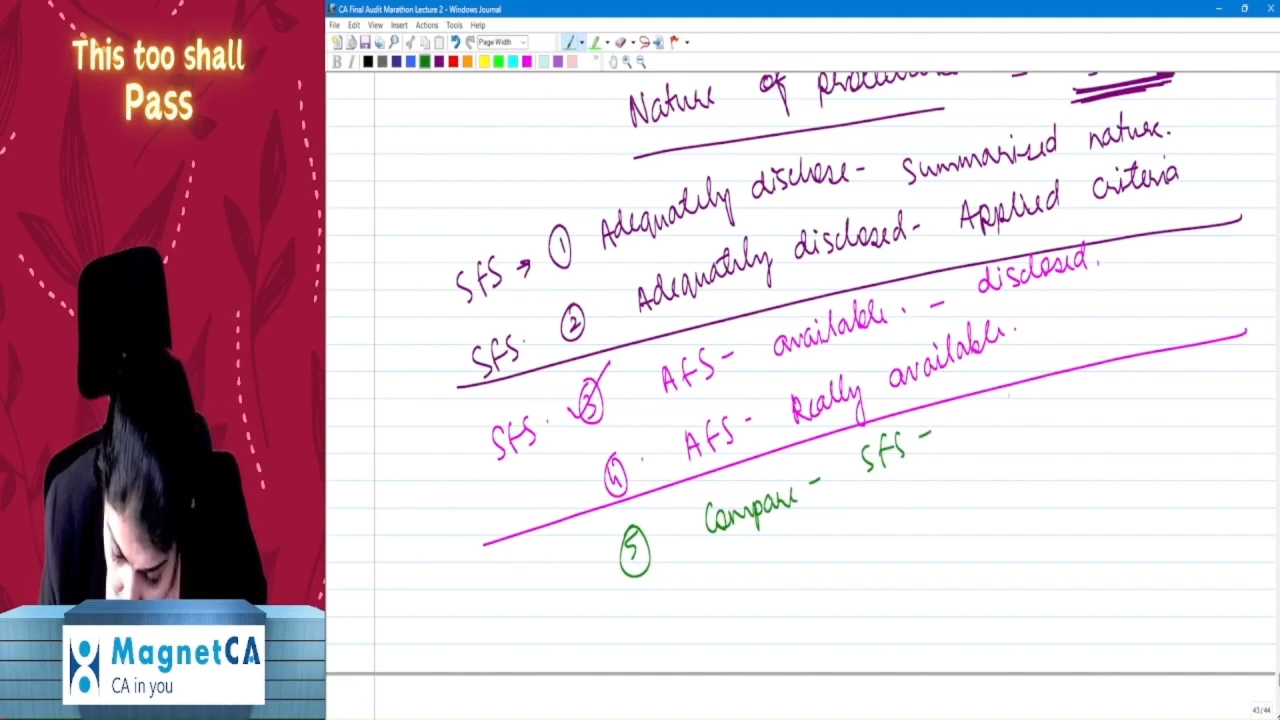 This too shall
Pass
CA Final Audit Marathon Lecture 2 - Windows Journal
File Edit View Insert Actions Tools Help
Page Width
B I
Nature of
SFS → ① Adequately disclose - Summarized nature.
SFS. ② Adequately disclosed - Applied Criteria
SFS. ③ AFS - available. - disclosed.
④. AFS - Really available.
⑤ Compare - SFS -
MagnetCA
CA in you
43/44